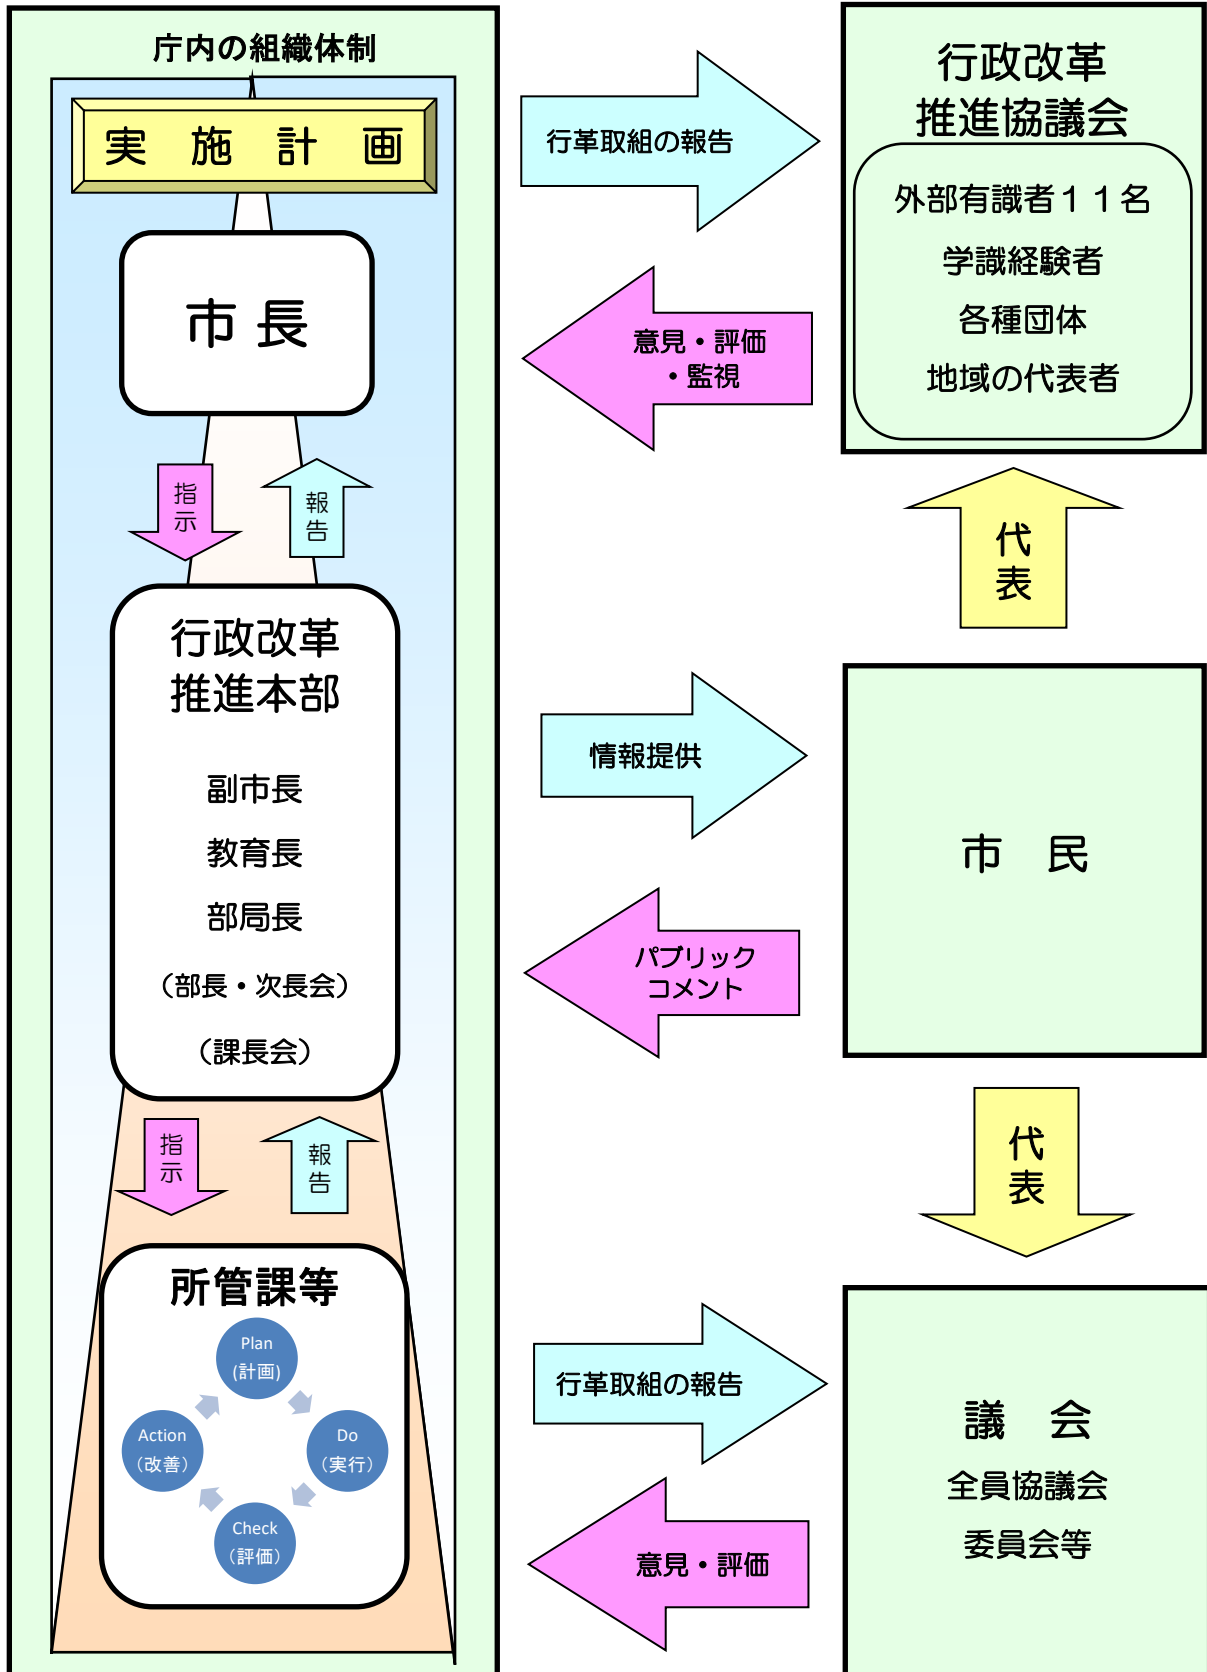 庁内の組織体制
実　施　計　画
市 長
指示
報告
行政改革
推進本部
副市長
教育長
部局長
（部長・次長会）
（課長会）
指示
報告
所管課等
Plan
(計画)
Do
（実行）
Check
（評価）
Action
（改善）
行革取組の報告
意見・評価
・監視
情報提供
パブリック
コメント
行革取組の報告
意見・評価
行政改革
推進協議会
外部有識者１１名
学識経験者
各種団体
地域の代表者
代表
市　民
代表
議　会
全員協議会
委員会等